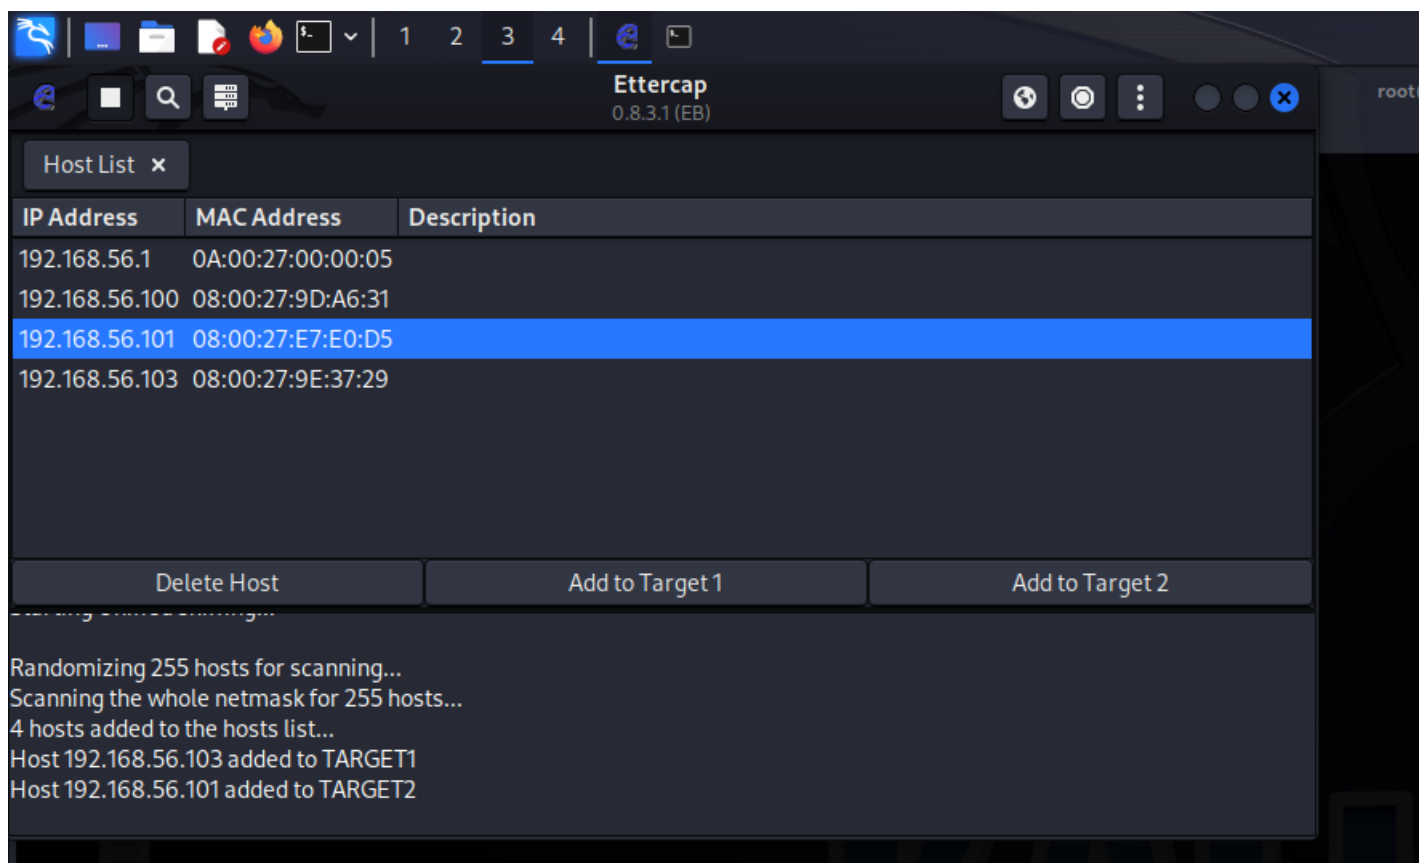 1 2 3 4
Ettercap
0.8.3.1 (EB)
Host List
IP Address MAC Address Description
192.168.56.1 0A:00:27:00:00:05
192.168.56.100 08:00:27:9D:A6:31
192.168.56.101 08:00:27:E7:E0:D5
192.168.56.103 08:00:27:9E:37:29
Delete Host Add to Target 1 Add to Target 2
Randomizing 255 hosts for scanning...
Scanning the whole netmask for 255 hosts...
4 hosts added to the hosts list...
Host 192.168.56.103 added to TARGET1
Host 192.168.56.101 added to TARGET2